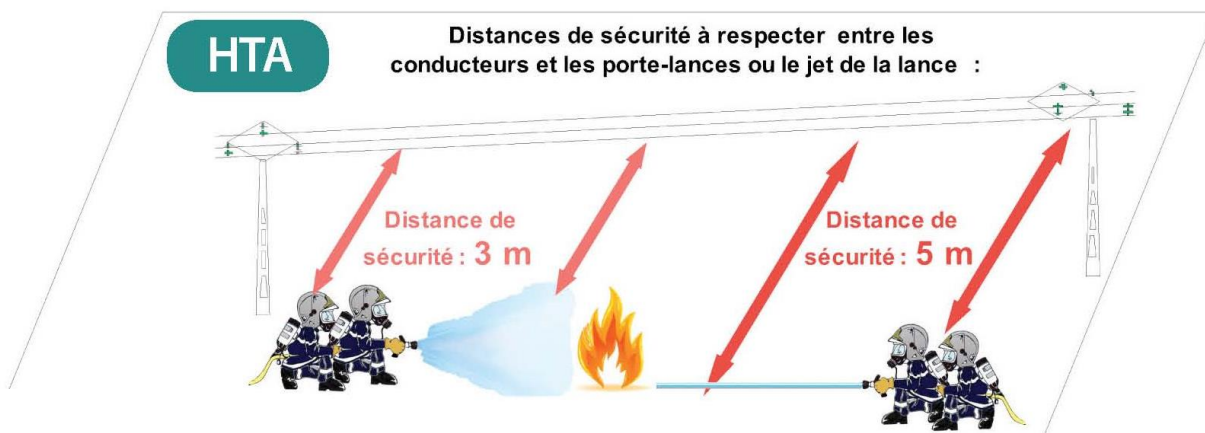 HTA
Distances de sécurité à respecter entre les
conducteurs et les porte-lances ou le jet de la lance :
Distance de
sécurité : 3 m
Distance de
sécurité : 5 m